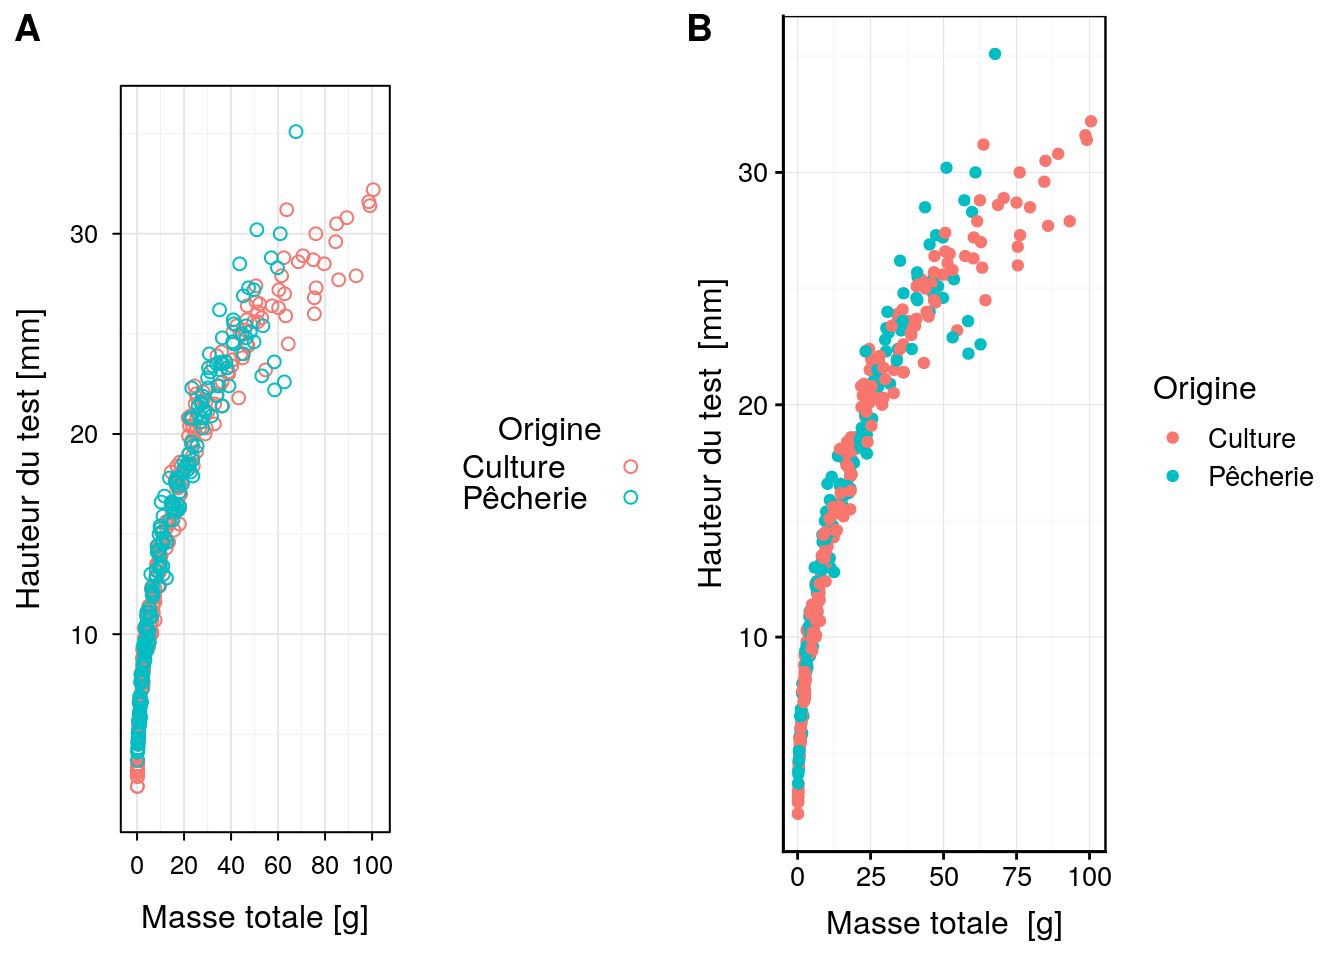 A
Hauteur du test [mm]
30
20
10
0 20 40 60 80 100
Masse totale [g]
Origine
Culture
Pêcherie
B
Hauteur du test [mm]
30
20
10
0 25 50 75 100
Masse totale [g]
Origine
Culture
Pêcherie